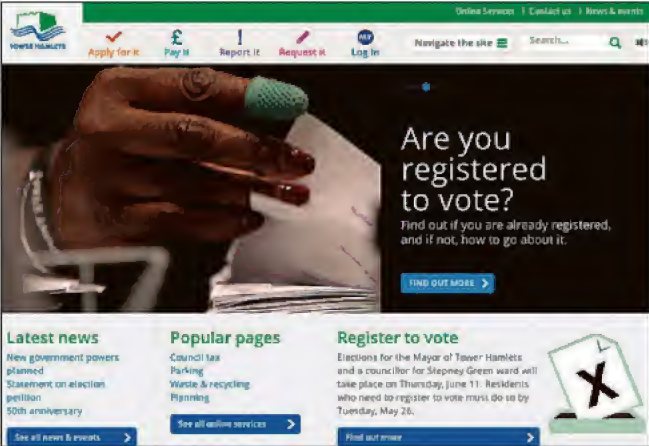 Online Services | Contact us | News & events
TOWER HAMLETS
Apply for it
£
Pay it
!
Report it
Request it
Log In
Navigate the site
Search...
Are you
registered
to vote?
Find out if you are already registered,
and if not, how to go about it.
FIND OUT MORE
Latest news
New government powers
planned
Statement on election
petition
50th anniversary
See all news & events
Popular pages
Council tax
Parking
Waste & recycling
Planning
See all online services
Register to vote
Elections for the Mayor of Tower Hamlets
and a councillor for Stepney Green ward will
take place on Thursday, June 11. Residents
who need to register to vote must do so by
Tuesday, May 26.
Find out more
X